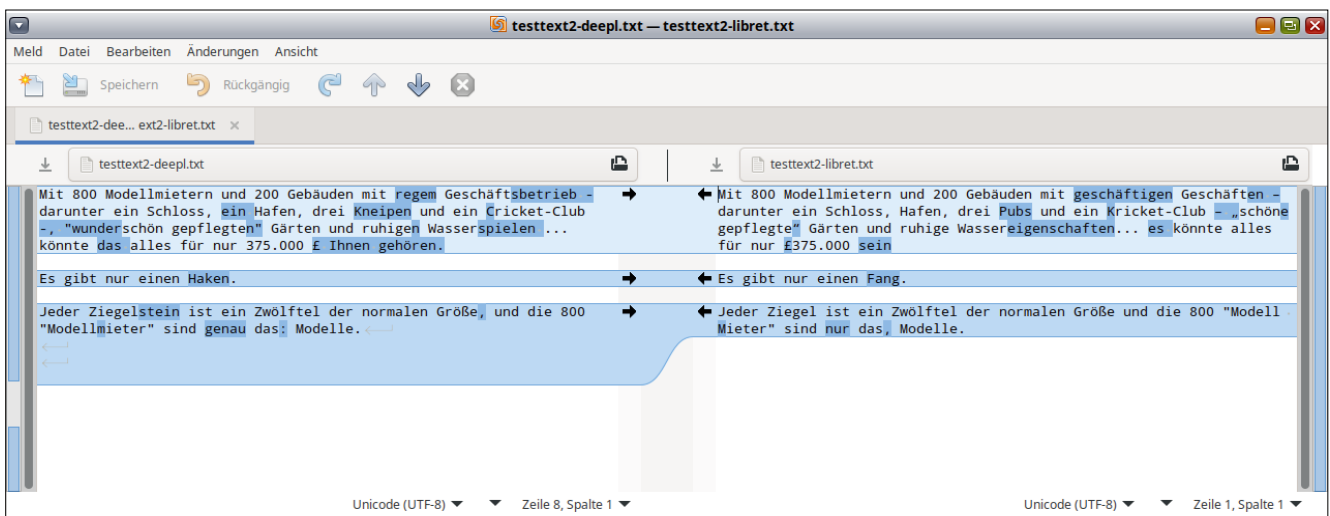 testtext2-deepl.txt — testtext2-libret.txt
Meld Datei Bearbeiten Änderungen Ansicht
Speichern Rückgängig
testtext2-dee... ext2-libret.txt ×
testtext2-deepl.txt
Mit 800 Modellmietern und 200 Gebäuden mit regem Geschäftsbetrieb –
darunter ein Schloss, ein Hafen, drei Kneipen und ein Cricket-Club
-, "wunderschön gepflegten" Gärten und ruhigen Wasserspielen ...
könnte das alles für nur 375.000 £ Ihnen gehören.
Es gibt nur einen Haken.
Jeder Ziegelstein ist ein Zwölftel der normalen Größe, und die 800
"Modellmieter" sind genau das: Modelle.
Unicode (UTF-8) Zeile 8, Spalte 1
testtext2-libret.txt
Mit 800 Modellmietern und 200 Gebäuden mit geschäftigen Geschäften –
darunter ein Schloss, Hafen, drei Pubs und ein Kricket-Club – „schöne
gepflegte“ Gärten und ruhige Wassereigenschaften... es könnte alles
für nur £375.000 sein
Es gibt nur einen Fang.
Jeder Ziegel ist ein Zwölftel der normalen Größe und die 800 "Modell
Mieter" sind nur das, Modelle.
Unicode (UTF-8) Zeile 1, Spalte 1